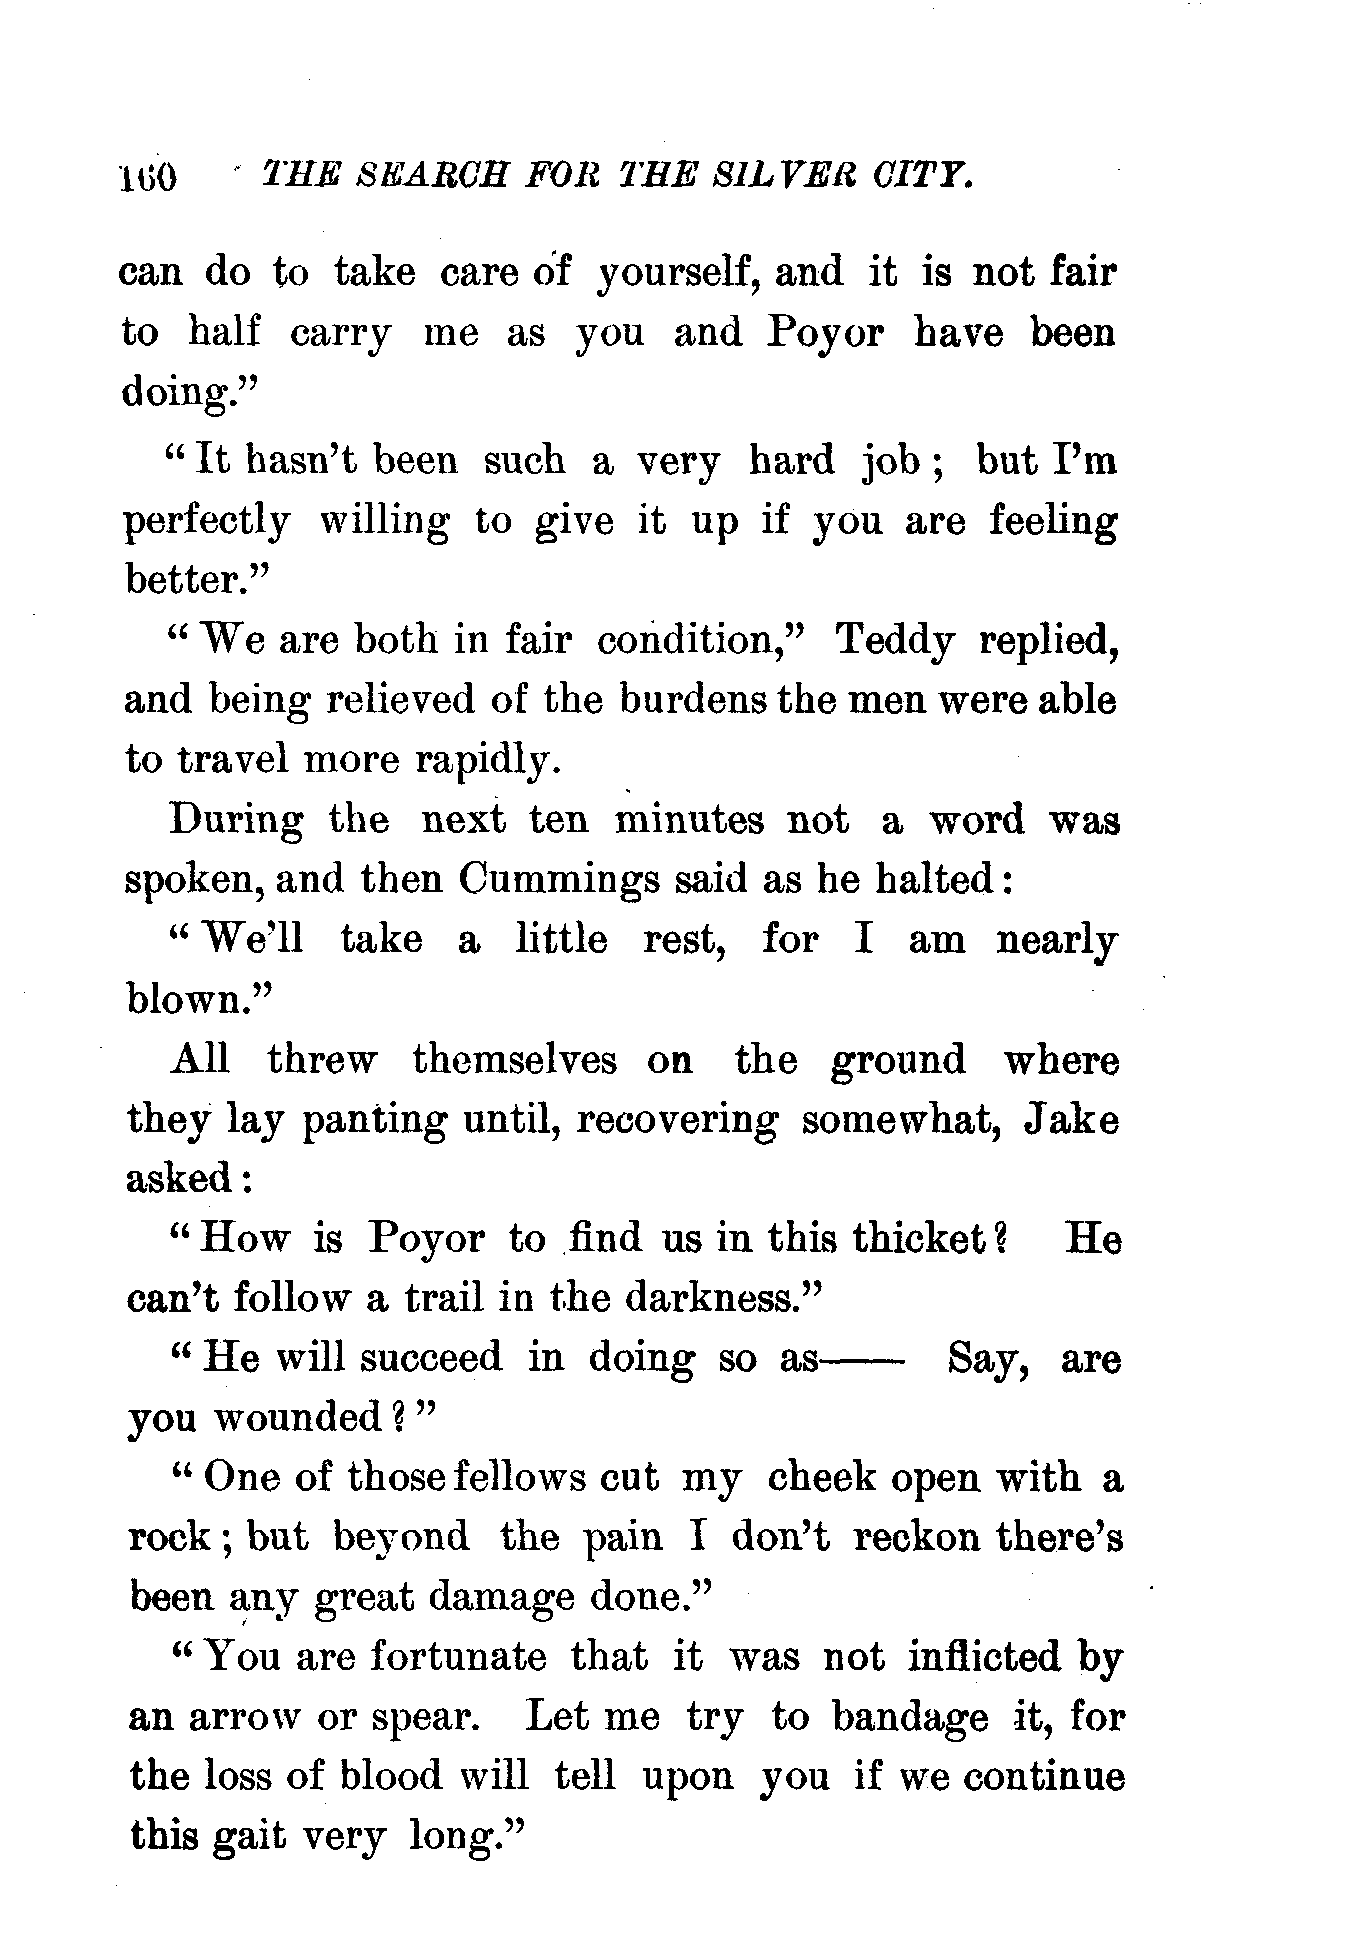 160 THE SEARCH FOR THE SILVER CITY.
can do to take care of yourself, and it is not fair
to half carry me as you and Poyor have been
doing."
"It hasn't been such a very hard job; but I'm
perfectly willing to give it up if you are feeling
better."
"We are both in fair condition," Teddy replied,
and being relieved of the burdens the men were able
to travel more rapidly.
During the next ten minutes not a word was
spoken, and then Cummings said as he halted:
"We'll take a little rest, for I am nearly
blown."
All threw themselves on the ground where
they lay panting until, recovering somewhat, Jake
asked:
"How is Poyor to find us in this thicket? He
can't follow a trail in the darkness."
"He will succeed in doing so as—— Say, are
you wounded?"
"One of those fellows cut my cheek open with a
rock; but beyond the pain I don't reckon there's
been any great damage done."
"You are fortunate that it was not inflicted by
an arrow or spear. Let me try to bandage it, for
the loss of blood will tell upon you if we continue
this gait very long."